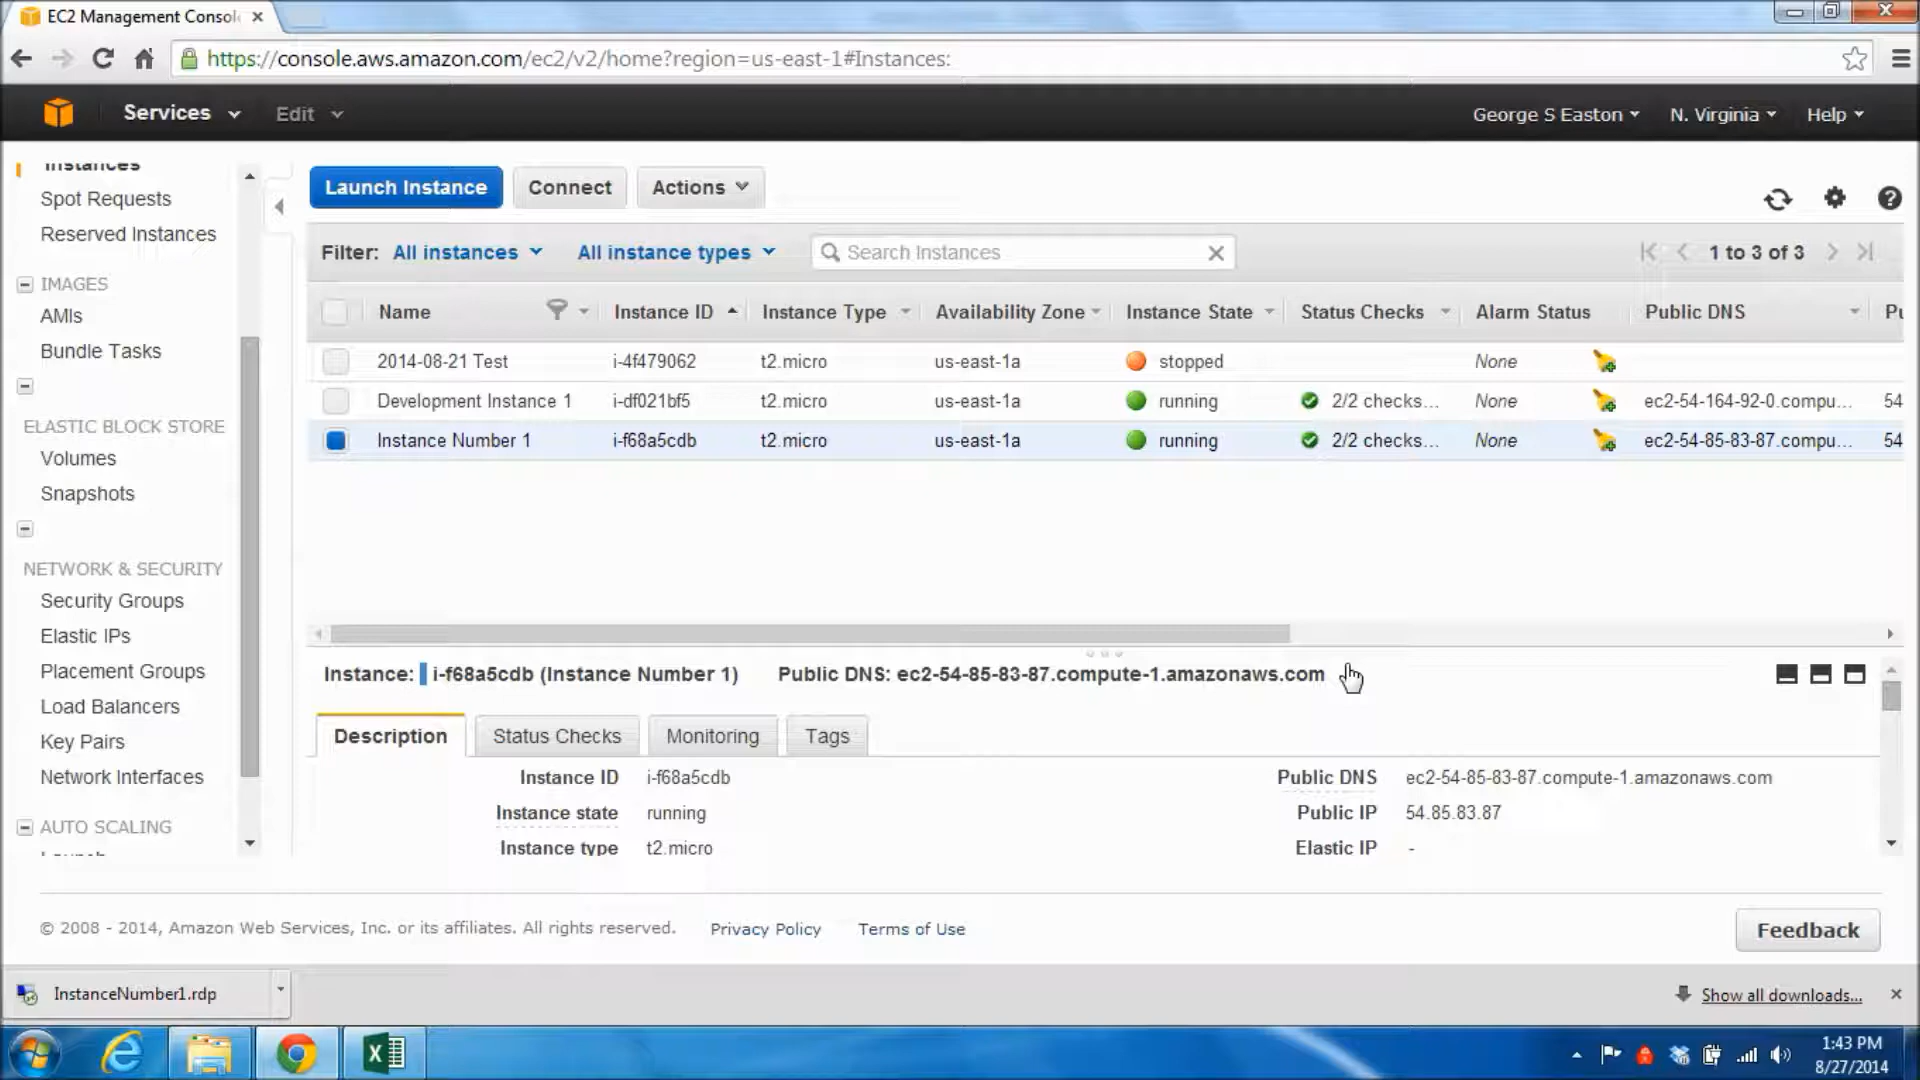 EC2 Management Consol
https://console.aws.amazon.com/ec2/v2/home?region=us-east-1#Instances:
Services Edit George S Easton N. Virginia Help
Instances
Spot Requests
Reserved Instances
IMAGES
AMIs
Bundle Tasks
ELASTIC BLOCK STORE
Volumes
Snapshots
NETWORK & SECURITY
Security Groups
Elastic IPs
Placement Groups
Load Balancers
Key Pairs
Network Interfaces
AUTO SCALING
Launch Instance Connect Actions
Filter: All instances All instance types Search Instances 1 to 3 of 3
Name Instance ID Instance Type Availability Zone Instance State Status Checks Alarm Status Public DNS Pu
2014-08-21 Test i-4f479062 t2.micro us-east-1a stopped None
Development Instance 1 i-df021bf5 t2.micro us-east-1a running 2/2 checks... None ec2-54-164-92-0.compu... 54
Instance Number 1 i-f68a5cdb t2.micro us-east-1a running 2/2 checks... None ec2-54-85-83-87.compu... 54
Instance: i-f68a5cdb (Instance Number 1) Public DNS: ec2-54-85-83-87.compute-1.amazonaws.com
Description Status Checks Monitoring Tags
Instance ID i-f68a5cdb Public DNS ec2-54-85-83-87.compute-1.amazonaws.com
Instance state running Public IP 54.85.83.87
Instance type t2.micro Elastic IP -
© 2008 - 2014, Amazon Web Services, Inc. or its affiliates. All rights reserved. Privacy Policy Terms of Use Feedback
InstanceNumber1.rdp Show all downloads...
1:43 PM
8/27/2014